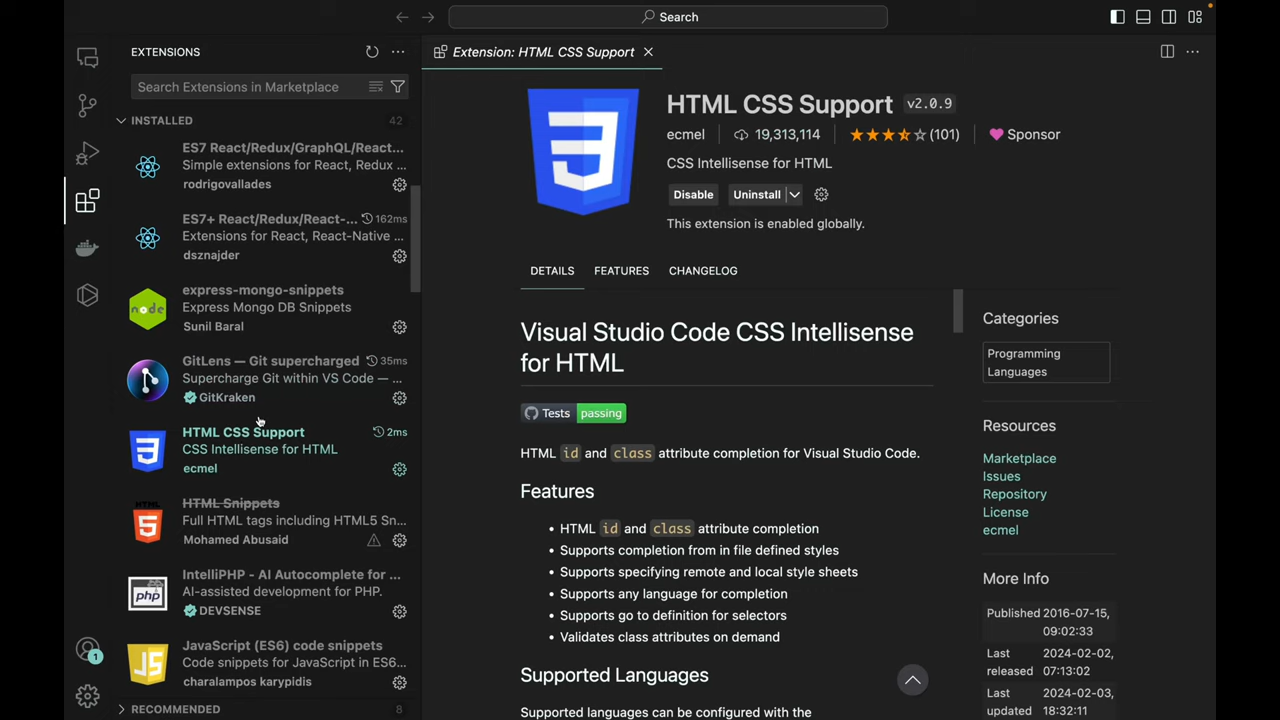 Search
EXTENSIONS
Search Extensions in Marketplace
INSTALLED 42
ES7 React/Redux/GraphQL/React...
Simple extensions for React, Redux ...
rodrigovallades
ES7+ React/Redux/React-... 162ms
Extensions for React, React-Native ...
dsznajder
express-mongo-snippets
Express Mongo DB Snippets
Sunil Baral
GitLens — Git supercharged 35ms
Supercharge Git within VS Code — ...
GitKraken
HTML CSS Support 2ms
CSS Intellisense for HTML
ecmel
HTML Snippets
Full HTML tags including HTML5 Sn...
Mohamed Abusaid
IntelliPHP - AI Autocomplete for ...
AI-assisted development for PHP.
DEVSENSE
JavaScript (ES6) code snippets
Code snippets for JavaScript in ES6...
charalampos karypidis
RECOMMENDED 8
1
node
HTML
5
php
JS
Extension: HTML CSS Support
3
HTML CSS Support v2.0.9
ecmel 19,313,114 (101) Sponsor
CSS Intellisense for HTML
Disable Uninstall
This extension is enabled globally.
DETAILS FEATURES CHANGELOG
Visual Studio Code CSS Intellisense
for HTML
Tests passing
HTML id and class attribute completion for Visual Studio Code.
Features
• HTML id and class attribute completion
• Supports completion from in file defined styles
• Supports specifying remote and local style sheets
• Supports any language for completion
• Supports go to definition for selectors
• Validates class attributes on demand
Supported Languages
Supported languages can be configured with the
Categories
Programming
Languages
Resources
Marketplace
Issues
Repository
License
ecmel
More Info
Published 2016-07-15,
09:02:33
Last 2024-02-02,
released 07:13:02
Last 2024-02-03,
updated 18:32:11